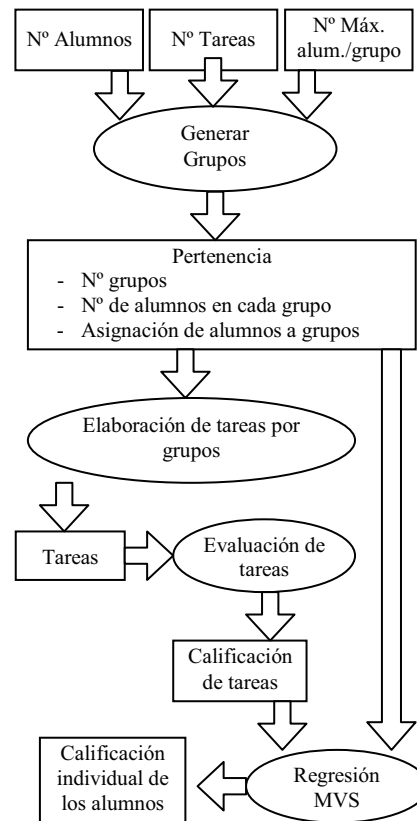 Nº Alumnos
Nº Tareas
Nº Máx.
alum./grupo
Generar
Grupos
Pertenencia
- Nº grupos
- Nº de alumnos en cada grupo
- Asignación de alumnos a grupos
Elaboración de tareas por
grupos
Tareas
Evaluación de
tareas
Calificación
de tareas
Calificación
individual de
los alumnos
Regresión
MVS